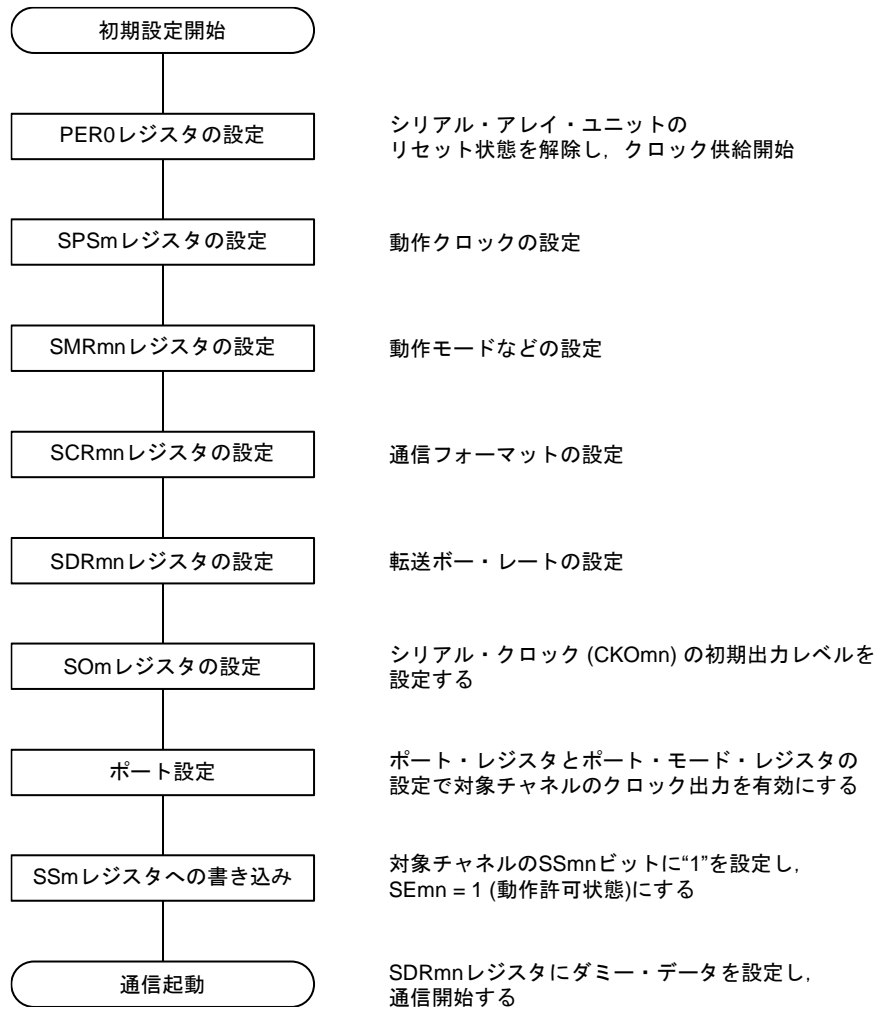 初期設定開始
PER0レジスタの設定
シリアル・アレイ・ユニットの
リセット状態を解除し，クロック供給開始
SPSmレジスタの設定
動作クロックの設定
SMRmnレジスタの設定
動作モードなどの設定
SCRmnレジスタの設定
通信フォーマットの設定
SDRmnレジスタの設定
転送ボー・レートの設定
SOmレジスタの設定
シリアル・クロック (CKOmn) の初期出力レベルを
設定する
ポート設定
ポート・レジスタとポート・モード・レジスタの
設定で対象チャネルのクロック出力を有効にする
SSmレジスタへの書き込み
対象チャネルのSSmnビットに“1”を設定し，
SEmn = 1 (動作許可状態)にする
通信起動
SDRmnレジスタにダミー・データを設定し，
通信開始する